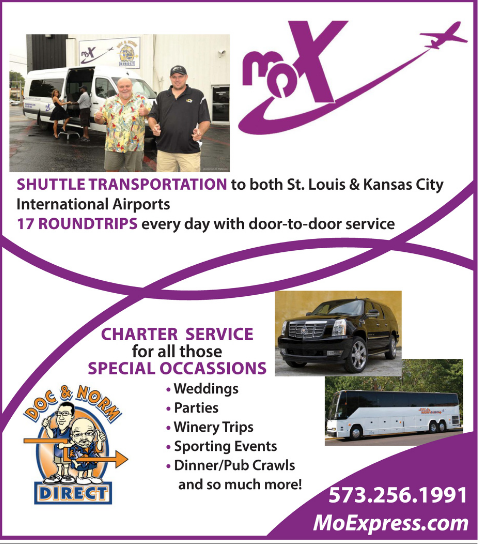 moX
SHUTTLE TRANSPORTATION to both St. Louis & Kansas City
International Airports
17 ROUNDTRIPS every day with door-to-door service
CHARTER SERVICE
for all those
SPECIAL OCCASSIONS
• Weddings
• Parties
• Winery Trips
• Sporting Events
• Dinner/Pub Crawls
and so much more!
DOC & NORM
DIRECT
573.256.1991
MoExpress.com